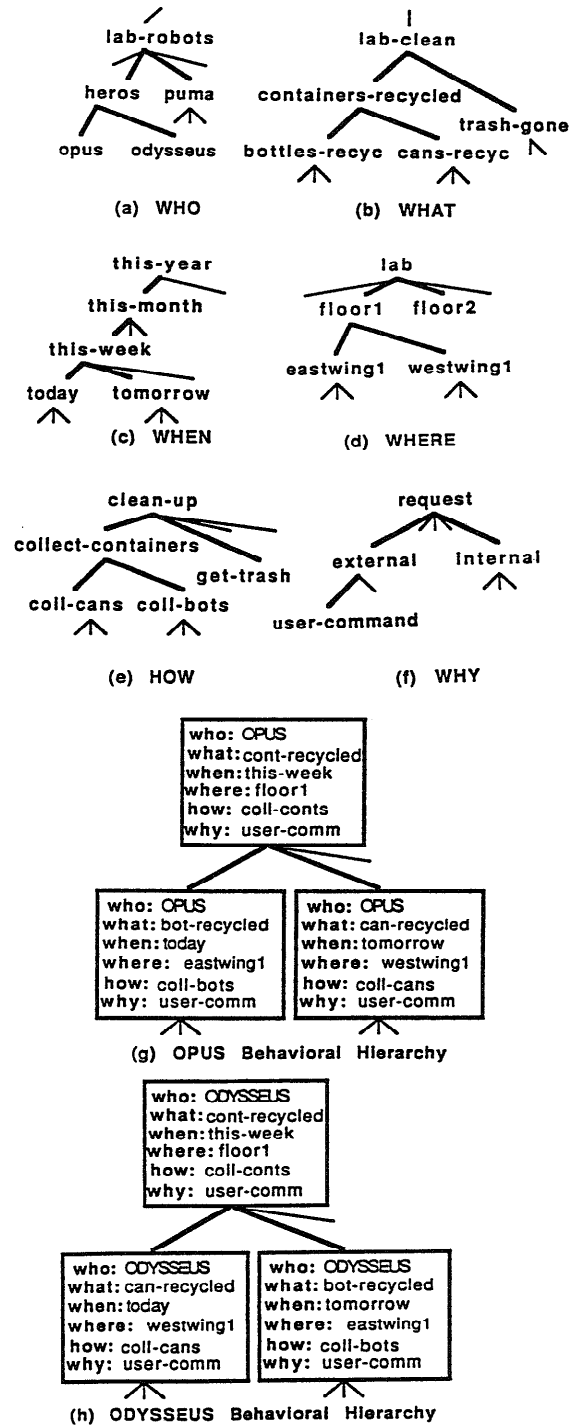 lab-robots
heros puma
opus odysseus
(a) WHO
lab-clean
containers-recycled
trash-gone
bottles-recyc cans-recyc
(b) WHAT
this-year
this-month
this-week
today tomorrow
(c) WHEN
lab
floor1 floor2
eastwing1 westwing1
(d) WHERE
clean-up
collect-containers
get-trash
coll-cans coll-bots
(e) HOW
request
external internal
user-command
(f) WHY
who: OPUS
what: cont-recycled
when: this-week
where: floor1
how: coll-conts
why: user-comm
who: OPUS
what: bot-recycled
when: today
where: eastwing1
how: coll-bots
why: user-comm
who: OPUS
what: can-recycled
when: tomorrow
where: westwing1
how: coll-cans
why: user-comm
(g) OPUS Behavioral Hierarchy
who: ODYSSEUS
what: cont-recycled
when: this-week
where: floor1
how: coll-conts
why: user-comm
who: ODYSSEUS
what: can-recycled
when: today
where: westwing1
how: coll-cans
why: user-comm
who: ODYSSEUS
what: bot-recycled
when: tomorrow
where: eastwing1
how: coll-bots
why: user-comm
(h) ODYSSEUS Behavioral Hierarchy